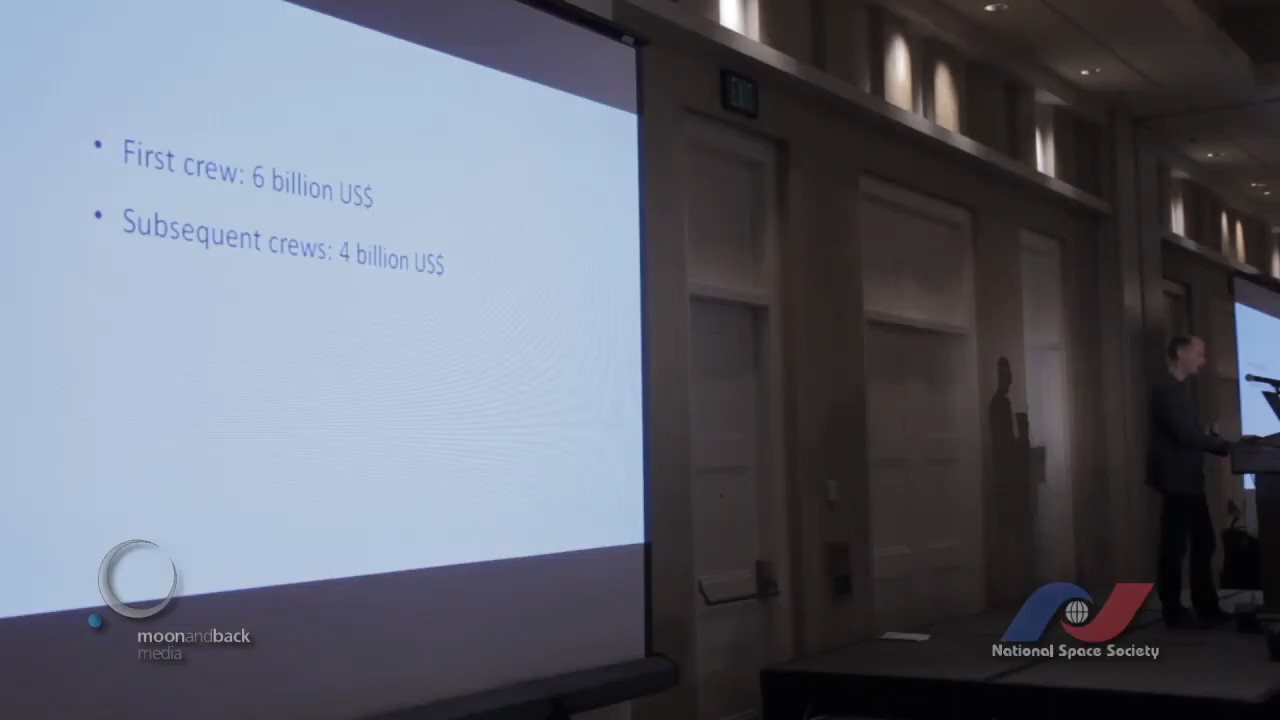 • First crew: 6 billion US$
• Subsequent crews: 4 billion US$
EXIT
moonandback
media
National Space Society